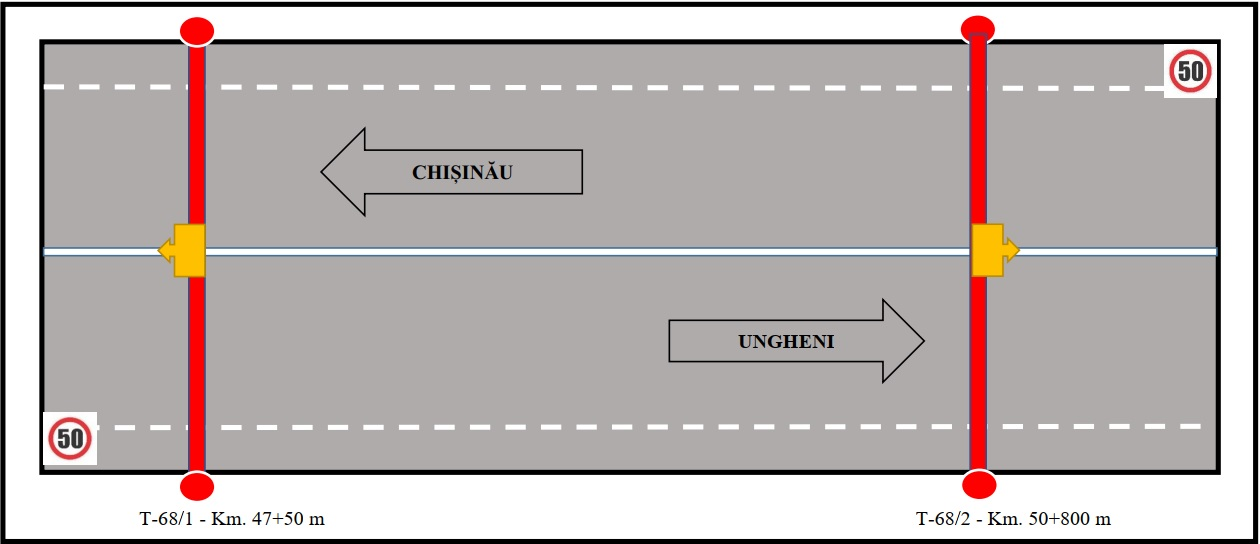 50
CHIȘINĂU
UNGHENI
50
T-68/1 - Km. 47+50 m
T-68/2 - Km. 50+800 m